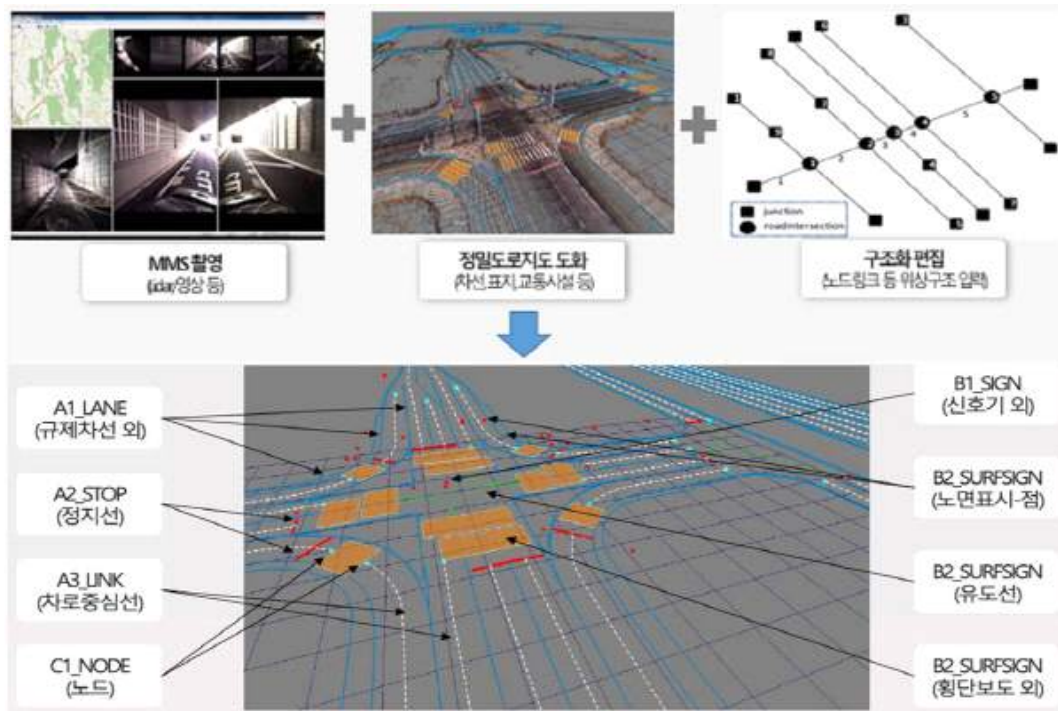 MMS 촬영
(lidar/영상 등)
정밀도로지도 도화
(차선,표지,교통시설 등)
구조화 편집
(노드링크 등 위상구조 입력)
junction
roadintersection
A1_LANE
(규제차선 외)
A2_STOP
(정지선)
A3_LINK
(차로중심선)
C1_NODE
(노드)
B1_SIGN
(신호기 외)
B2_SURFSIGN
(노면표시-점)
B2_SURFSIGN
(유도선)
B2_SURFSIGN
(횡단보도 외)